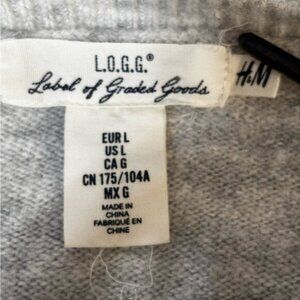 L.O.G.G.®
Label of Graded Goods
H&M
EUR L
US L
CA G
CN 175/104A
MX G
MADE IN
CHINA
FABRIQUÉ EN
CHINE